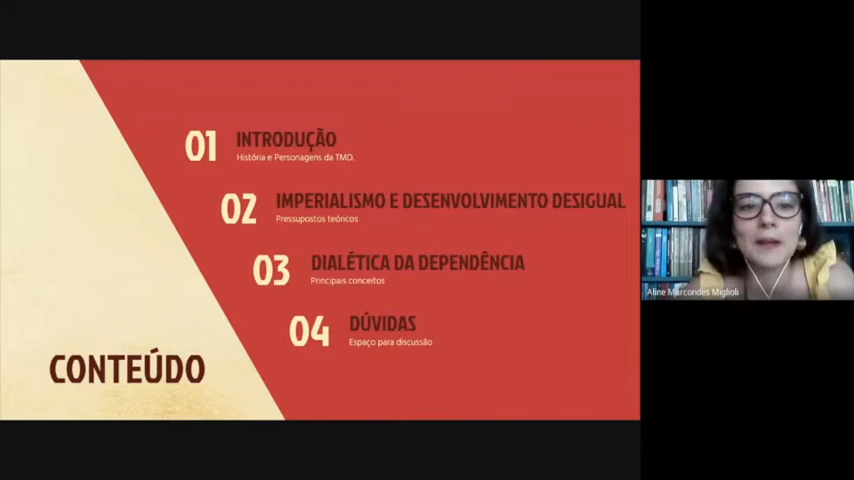 01
INTRODUÇÃO
História e Personagens da TMD.
02
IMPERIALISMO E DESENVOLVIMENTO DESIGUAL
Pressupostos teóricos
03
DIALÉTICA DA DEPENDÊNCIA
Principais conceitos
04
DÚVIDAS
Espaço para discussão
CONTEÚDO
Aline Marcondes Miglioli